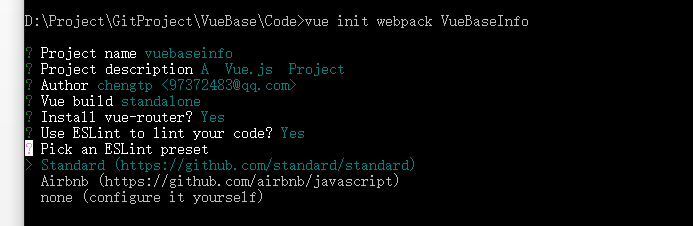 D:\Project\GitProject\VueBase\Code>vue init webpack VueBaseInfo
? Project name vuebaseinfo
? Project description A Vue.js Project
? Author chengtp <97372483@qq.com>
? Vue build standalone
? Install vue-router? Yes
? Use ESLint to lint your code? Yes
? Pick an ESLint preset
> Standard (https://github.com/standard/standard)
Airbnb (https://github.com/airbnb/javascript)
none (configure it yourself)